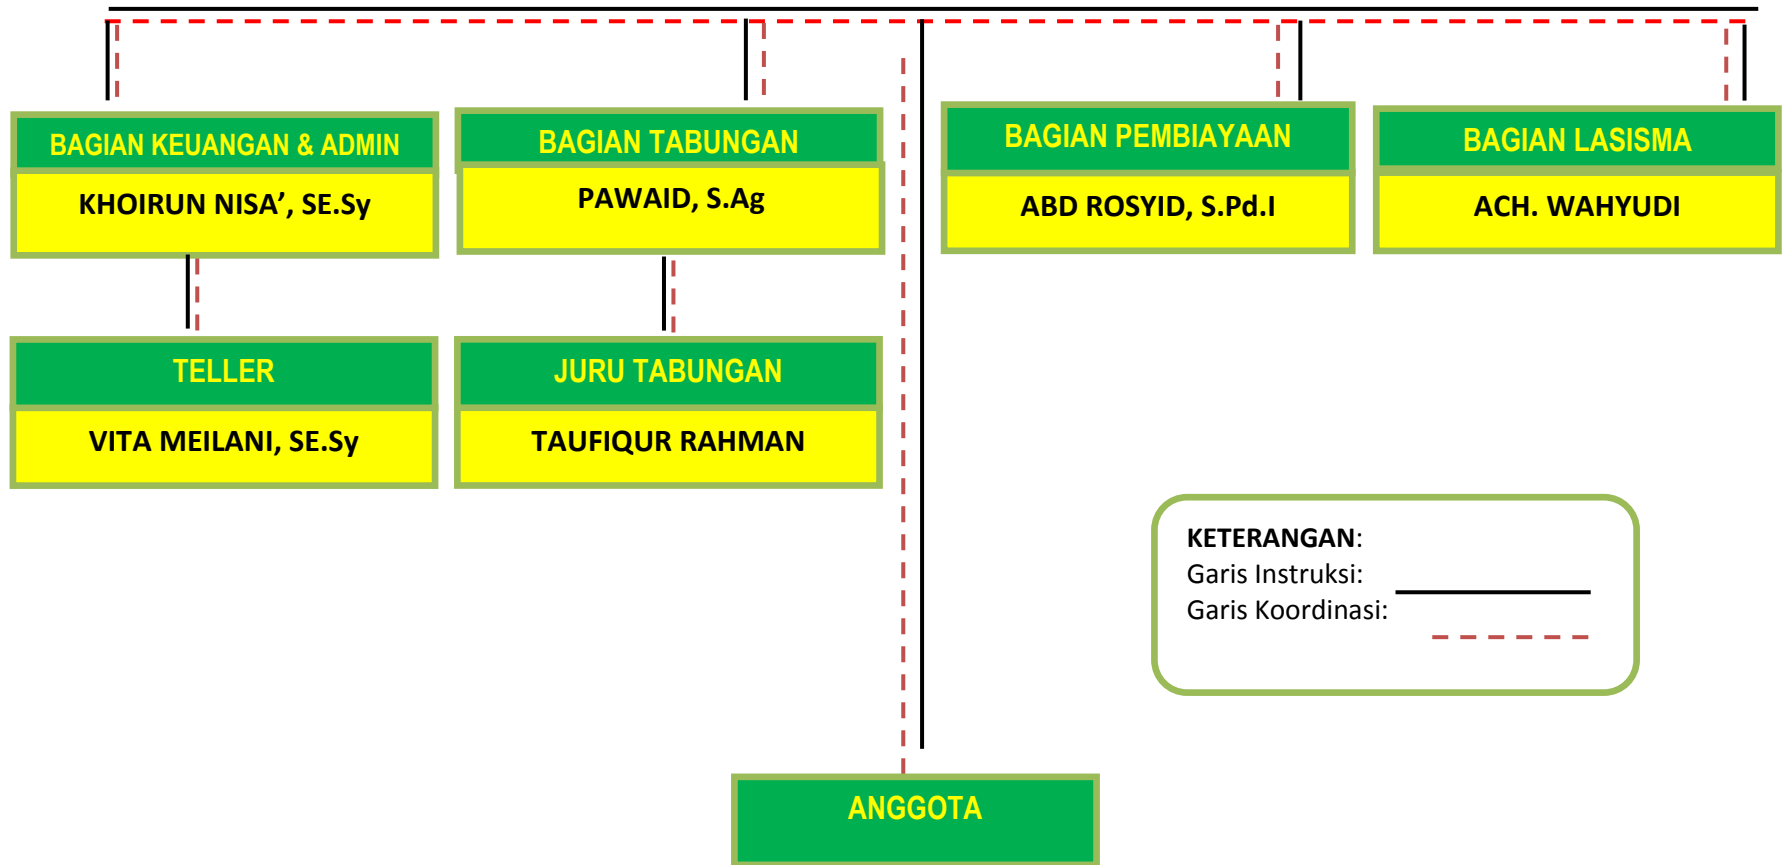 BAGIAN KEUANGAN & ADMIN
KHOIRUN NISA’, SE.Sy
BAGIAN TABUNGAN
PAWAID, S.Ag
BAGIAN PEMBIAYAAN
ABD ROSYID, S.Pd.I
BAGIAN LASISMA
ACH. WAHYUDI
TELLER
VITA MEILANI, SE.Sy
JURU TABUNGAN
TAUFIQUR RAHMAN
KETERANGAN:
Garis Instruksi:
Garis Koordinasi:
ANGGOTA